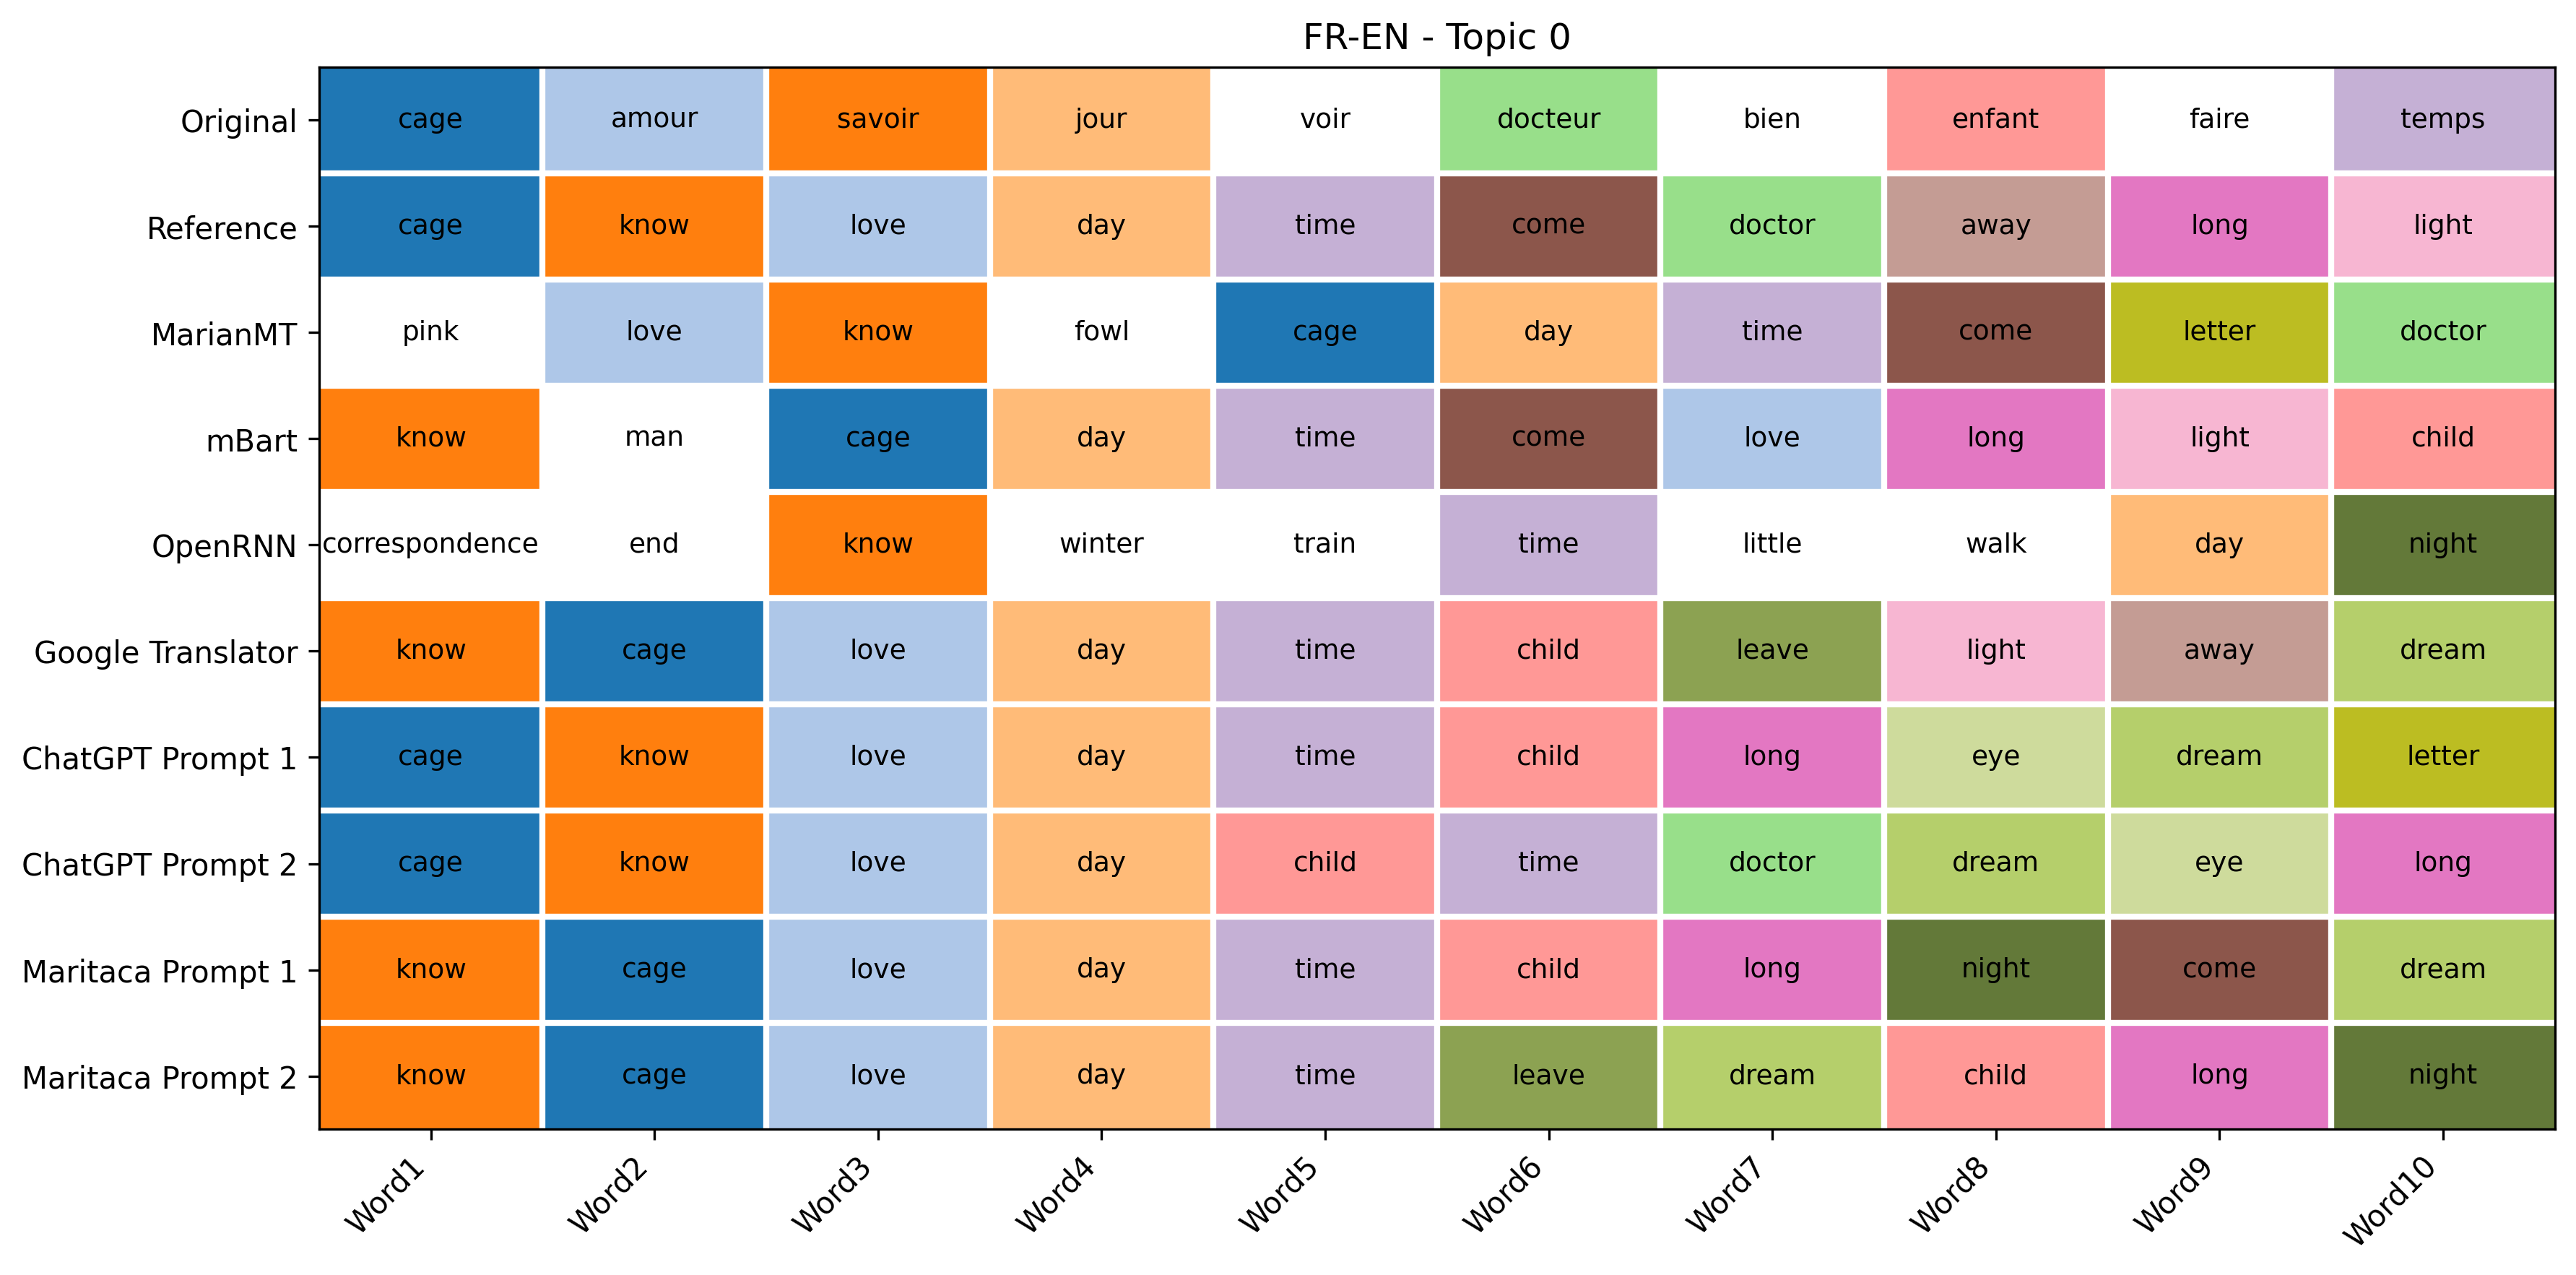 FR-EN - Topic 0
Original cage amour savoir jour voir docteur bien enfant faire temps
Reference cage know love day time come doctor away long light
MarianMT pink love know fowl cage day time come letter doctor
mBart know man cage day time come love long light child
OpenRNN correspondence end know winter train time little walk day night
Google Translator know cage love day time child leave light away dream
ChatGPT Prompt 1 cage know love day time child long eye dream letter
ChatGPT Prompt 2 cage know love day child time doctor dream eye long
Maritaca Prompt 1 know cage love day time child long night come dream
Maritaca Prompt 2 know cage love day time leave dream child long night
Word1 Word2 Word3 Word4 Word5 Word6 Word7 Word8 Word9 Word10